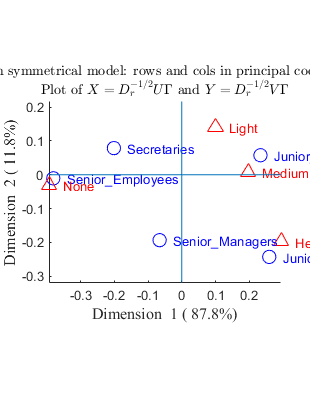 n symmetrical model: rows and cols in principal coo
Plot of $X = D_r^{-1/2}U\Gamma$ and $Y = D_r^{-1/2}V\Gamma$
0.2
0.1
0
-0.1
-0.2
-0.3
Dimension 2 ( 11.8%)
Light
Secretaries
Junior
Medium
Senior_Employees
None
Senior_Managers
He
Junio
-0.3 -0.2 -0.1 0 0.1 0.2
Dimension 1 ( 87.8%)